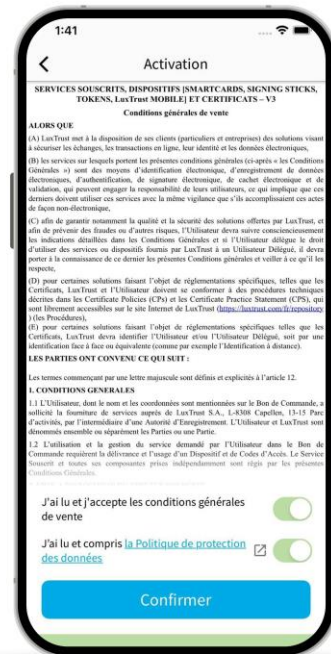 1:41
Activation
SERVICES SOUSCRITS, DISPOSITIFS [SMARTCARDS, SIGNING STICKS,
TOKENS, LuxTrust MOBILE] ET CERTIFICATS – V3
Conditions générales de vente
ALORS QUE
(A) LuxTrust met à la disposition de ses clients (particuliers et entreprises) des solutions visant
à sécuriser les échanges, les transactions en ligne, leur identité et les données électroniques,
(B) les services sur lesquels portent les présentes conditions générales (ci-après « les Conditions
Générales ») sont des moyens d'identification électronique, d'enregistrement de données
électroniques, d'authentification, de signature électronique, de cachet électronique et de
validation, qui peuvent engager la responsabilité de leurs utilisateurs, ce qui implique que ces
derniers doivent utiliser ces services avec la même vigilance que s'ils accomplissaient ces actes
de façon non-électronique,
(C) afin de garantir notamment la qualité et la sécurité des solutions offertes par LuxTrust, et
afin de prévenir des fraudes ou d'autres risques, l'Utilisateur devra suivre consciencieusement
les indications détaillées dans les Conditions Générales et si l'Utilisateur délègue le droit
d'utiliser des services ou dispositifs fournis par LuxTrust à un Utilisateur Délégué, il devra
porter à la connaissance de ce dernier les présentes Conditions générales et veiller à ce qu'il les
respecte,
(D) pour certaines solutions faisant l'objet de réglementations spécifiques, telles que les
Certificats, LuxTrust et l'Utilisateur doivent se conformer à des procédures techniques
décrites dans les Certificate Policies (CPs) et les Certificate Practice Statement (CPS), qui
sont librement accessibles sur le site Internet de LuxTrust (https://luxtrust.com/fr/repository
) (les Procédures),
(E) pour certaines solutions faisant l'objet de réglementations spécifiques telles que les
Certificats, LuxTrust devra identifier l'Utilisateur et/ou l'Utilisateur Délégué, soit par une
identification face à face ou équivalente (comme par exemple l'Identification à distance).
LES PARTIES ONT CONVENU CE QUI SUIT :
Les termes commençant par une lettre majuscule sont définis et explicités à l'article 12.
1. CONDITIONS GENERALES
1.1 L'Utilisateur, dont le nom et les coordonnées sont mentionnées sur le Bon de Commande, a
sollicité la fourniture de services auprès de LuxTrust S.A., L-8308 Capellen, 13-15 Parc
d'activités, par l'intermédiaire d'une Autorité d'Enregistrement. L'Utilisateur et LuxTrust sont
dénommés ensemble ou séparément les Parties ou une Partie.
1.2 L'utilisation et la gestion du service demandé par l'Utilisateur dans le Bon de
Commande requièrent la délivrance et l'usage d'un Dispositif et de Codes d'Accès. Le Service
Souscrit et toutes ses composantes prises indépendamment sont régis par les présentes
Conditions Générales.
J'ai lu et j'accepte les conditions générales
de vente
J'ai lu et compris la Politique de protection
des données
Confirmer